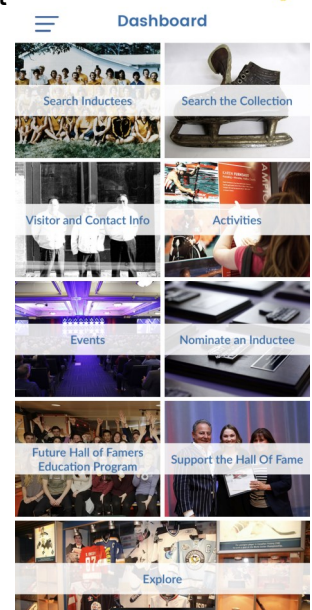 Dashboard
Search Inductees
Search the Collection
Visitor and Contact Info
Activities
Events
Nominate an Inductee
Future Hall of Famers
Education Program
Support the Hall Of Fame
Explore